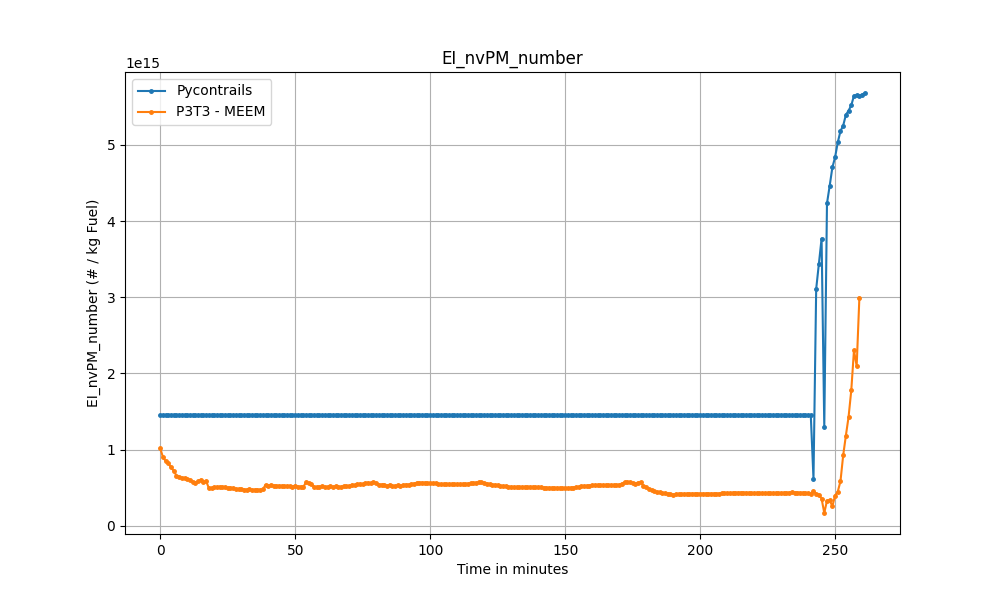 EI_nvPM_number
1e15
Pycontrails
P3T3 - MEEM
EI_nvPM_number (# / kg Fuel)
5
4
3
2
1
0
0 50 100 150 200 250
Time in minutes